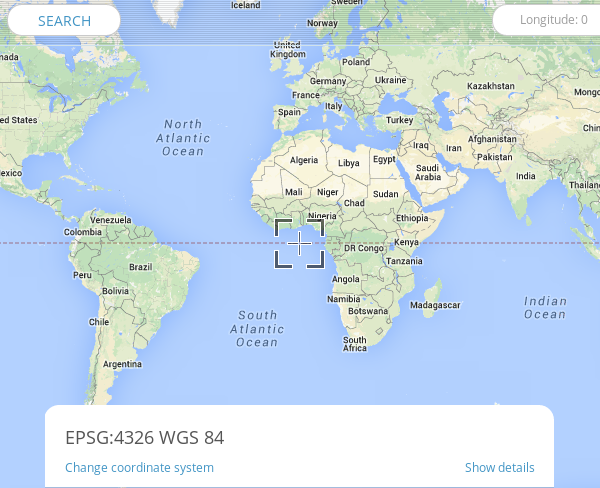 SEARCH
Iceland
Sweden
Longitude: 0
Norway
United
Kingdom
Poland
Germany
Ukraine
France
Kazakhstan
Mongo
Spain
Italy
Turkey
ed States
North
Atlantic
Ocean
Afghanistan
Chin
Iraq
Iran
Pakistan
Algeria
Libya
Egypt
Saudi
Arabia
India
exico
Thailand
Mali
Niger
Sudan
Chad
Nigeria
Ethiopia
Venezuela
Colombia
Kenya
DR Congo
Tanzania
Brazil
Peru
Angola
Bolivia
Namibia
Botswana
Madagascar
Indian
Ocean
South
Atlantic
Ocean
Chile
South
Africa
Argentina
EPSG:4326 WGS 84
Change coordinate system
Show details